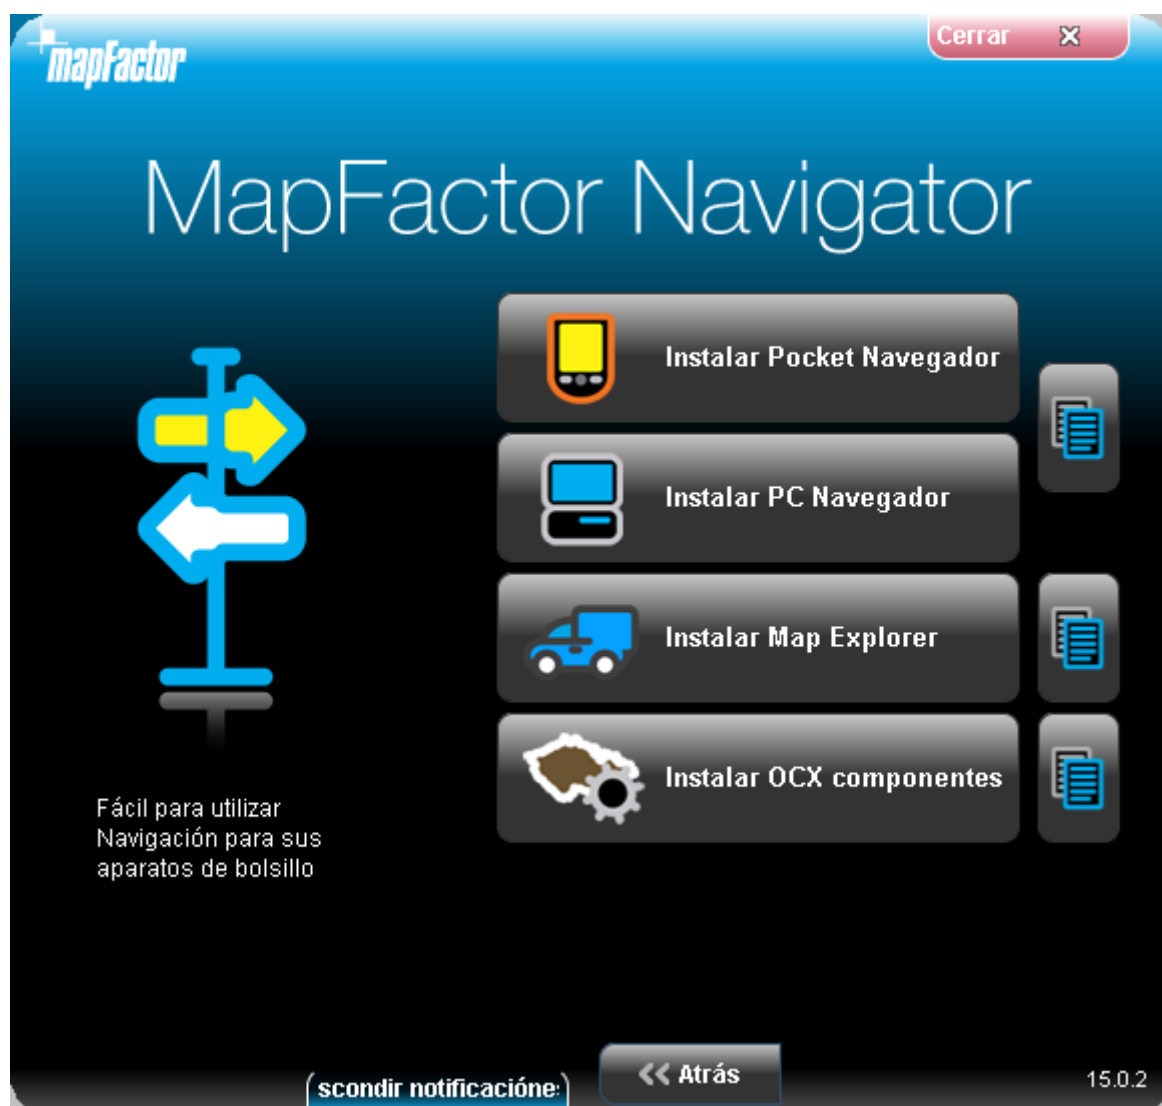 mapFactor
Cerrar
MapFactor Navigator
Instalar Pocket Navegador
Instalar PC Navegador
Instalar Map Explorer
Instalar OCX componentes
Fácil para utilizar
Navigación para sus
aparatos de bolsillo
scondir notificacióne
Atrás
15.0.2